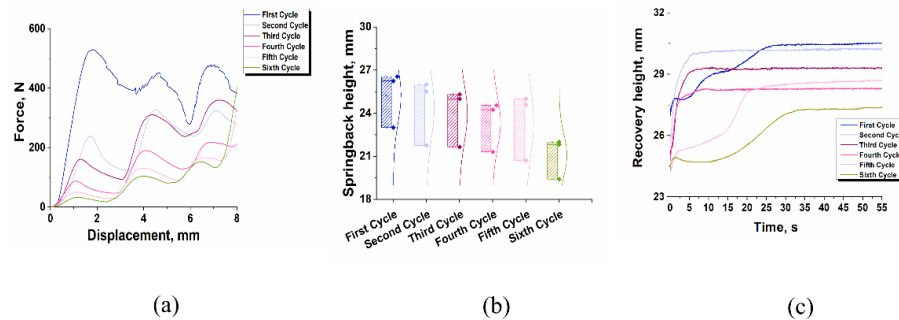 (a)
First Cycle
Second Cycle
Third Cycle
Fourth Cycle
Fifth Cycle
Sixth Cycle
600
400
200
0
Force, N
0 2 4 6 8
Displacement, mm
(b)
27
24
21
18
Springback height, mm
First Cycle
Second Cycle
Third Cycle
Fourth Cycle
Fifth Cycle
Sixth Cycle
(c)
31
29
27
25
23
Recovery height, mm
First Cycle
Second Cycle
Third Cycle
Fourth Cycle
Fifth Cycle
Sixth Cycle
0 5 10 15 20 25 30 35 40 45 50 55
Time, s
(a) (b) (c)